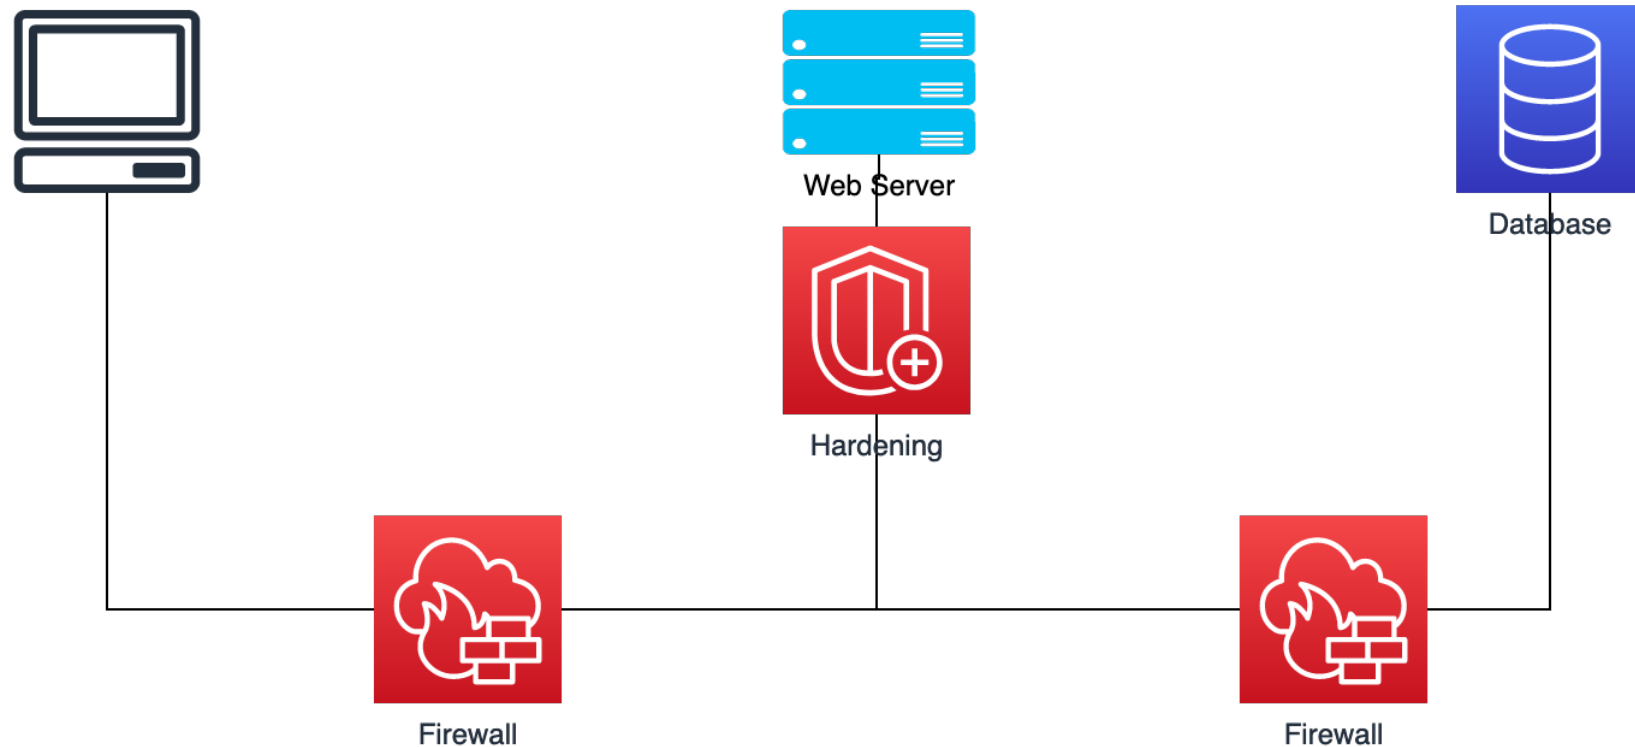 Web Server
Database
Hardening
Firewall
Firewall